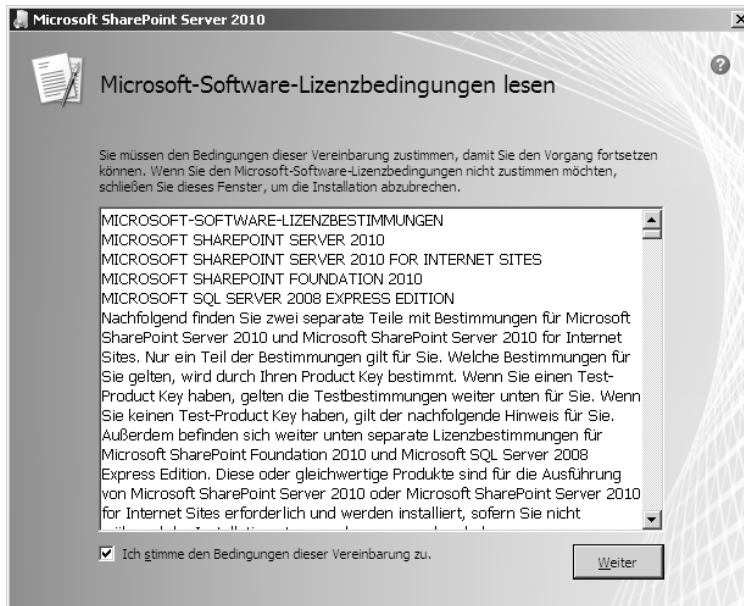 Microsoft SharePoint Server 2010
Microsoft-Software-Lizenzbedingungen lesen
Sie müssen den Bedingungen dieser Vereinbarung zustimmen, damit Sie den Vorgang fortsetzen
können. Wenn Sie den Microsoft-Software-Lizenzbedingungen nicht zustimmen möchten,
schließen Sie dieses Fenster, um die Installation abzubrechen.
MICROSOFT-SOFTWARE-LIZENZBESTIMMUNGEN
MICROSOFT SHAREPOINT SERVER 2010
MICROSOFT SHAREPOINT SERVER 2010 FOR INTERNET SITES
MICROSOFT SHAREPOINT FOUNDATION 2010
MICROSOFT SQL SERVER 2008 EXPRESS EDITION
Nachfolgend finden Sie zwei separate Teile mit Bestimmungen für Microsoft
SharePoint Server 2010 und Microsoft SharePoint Server 2010 for Internet
Sites. Nur ein Teil der Bestimmungen gilt für Sie. Welche Bestimmungen für
Sie gelten, wird durch Ihren Product Key bestimmt. Wenn Sie einen Test-
Product Key haben, gelten die Testbestimmungen weiter unten für Sie. Wenn
Sie keinen Test-Product Key haben, gilt der nachfolgende Hinweis für Sie.
Außerdem befinden sich weiter unten separate Lizenzbestimmungen für
Microsoft SharePoint Foundation 2010 und Microsoft SQL Server 2008
Express Edition. Diese oder gleichwertige Produkte sind für die Ausführung
von Microsoft SharePoint Server 2010 oder Microsoft SharePoint Server 2010
for Internet Sites erforderlich und werden installiert, sofern Sie nicht
Ich stimme den Bedingungen dieser Vereinbarung zu.
Weiter